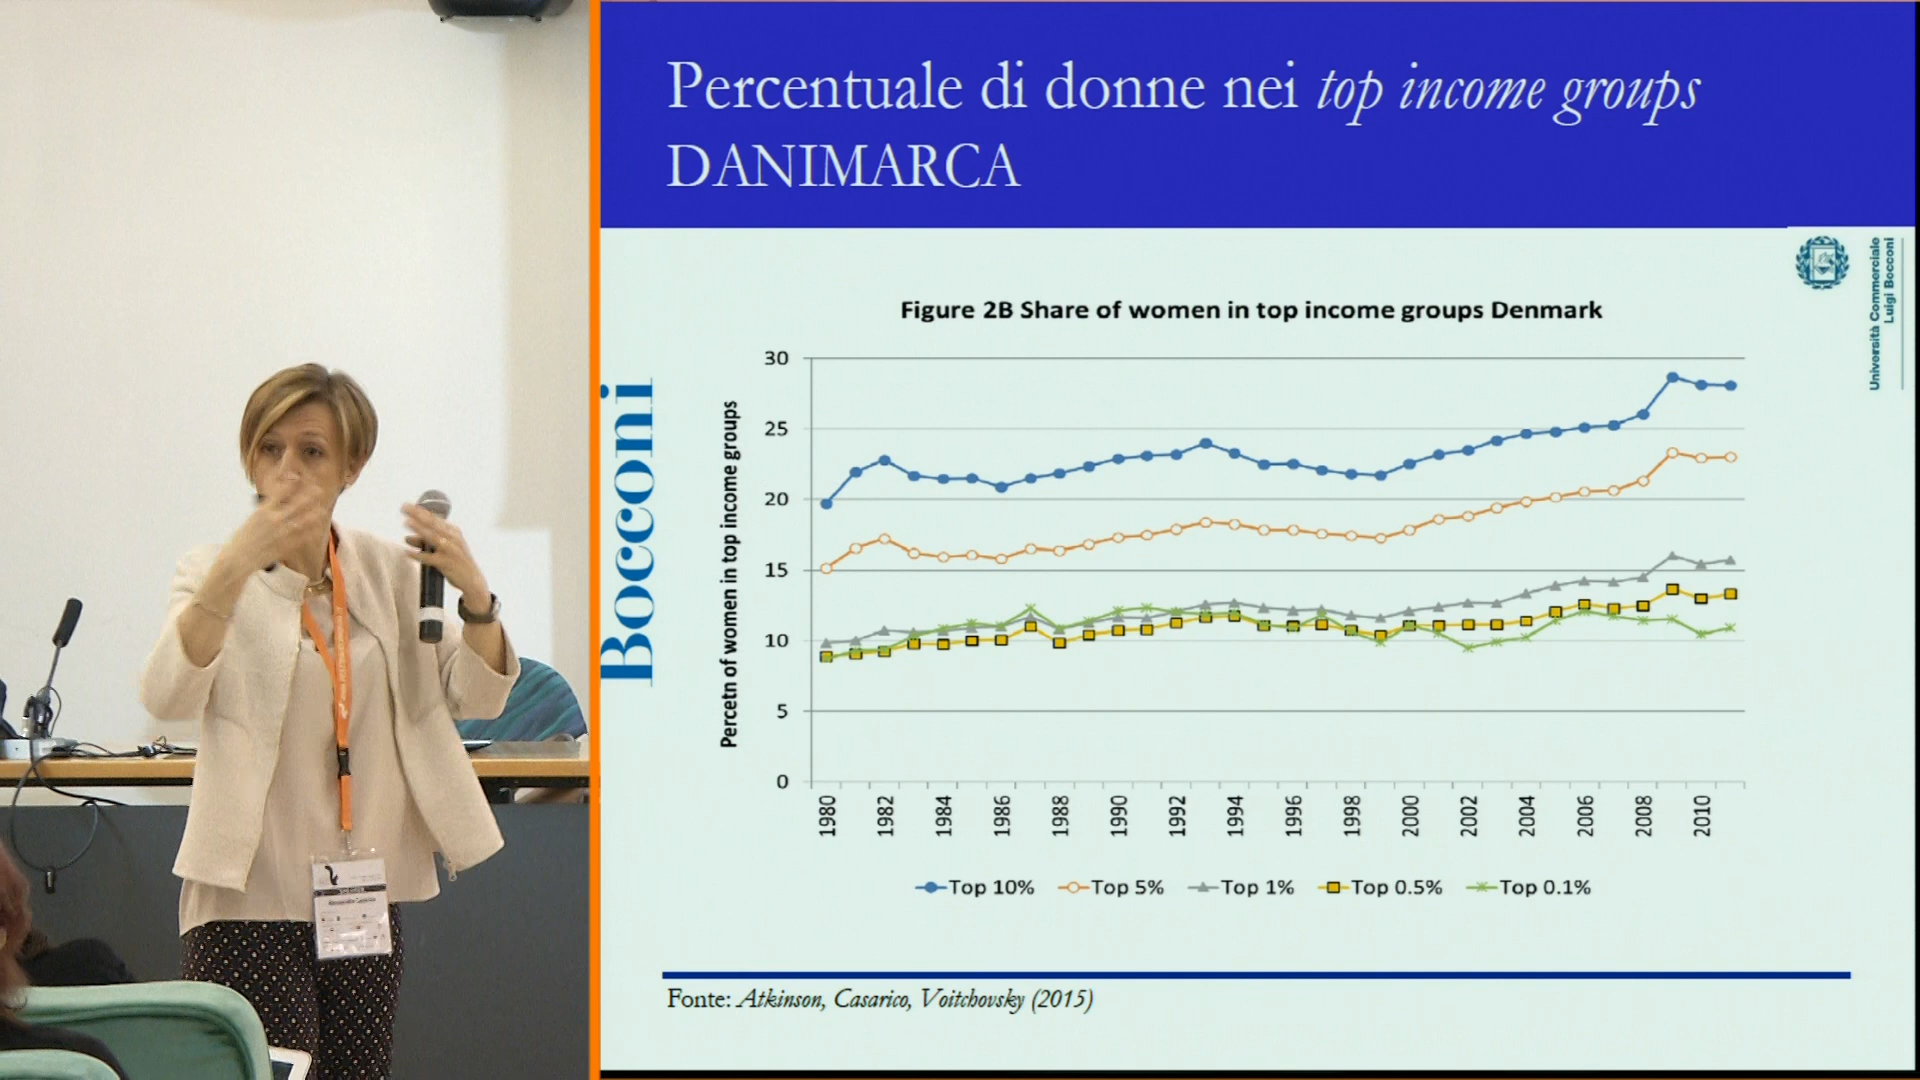 Percentuale di donne nei top income groups
DANIMARCA
Università Commerciale
Luigi Bocconi
Bocconi
Figure 2B Share of women in top income groups Denmark
Percetn of women in top income groups
30
25
20
15
10
5
0
1980
1982
1984
1986
1988
1990
1992
1994
1996
1998
2000
2002
2004
2006
2008
2010
Top 10%
Top 5%
Top 1%
Top 0.5%
Top 0.1%
Fonte: Atkinson, Casarico, Voitchovsky (2015)